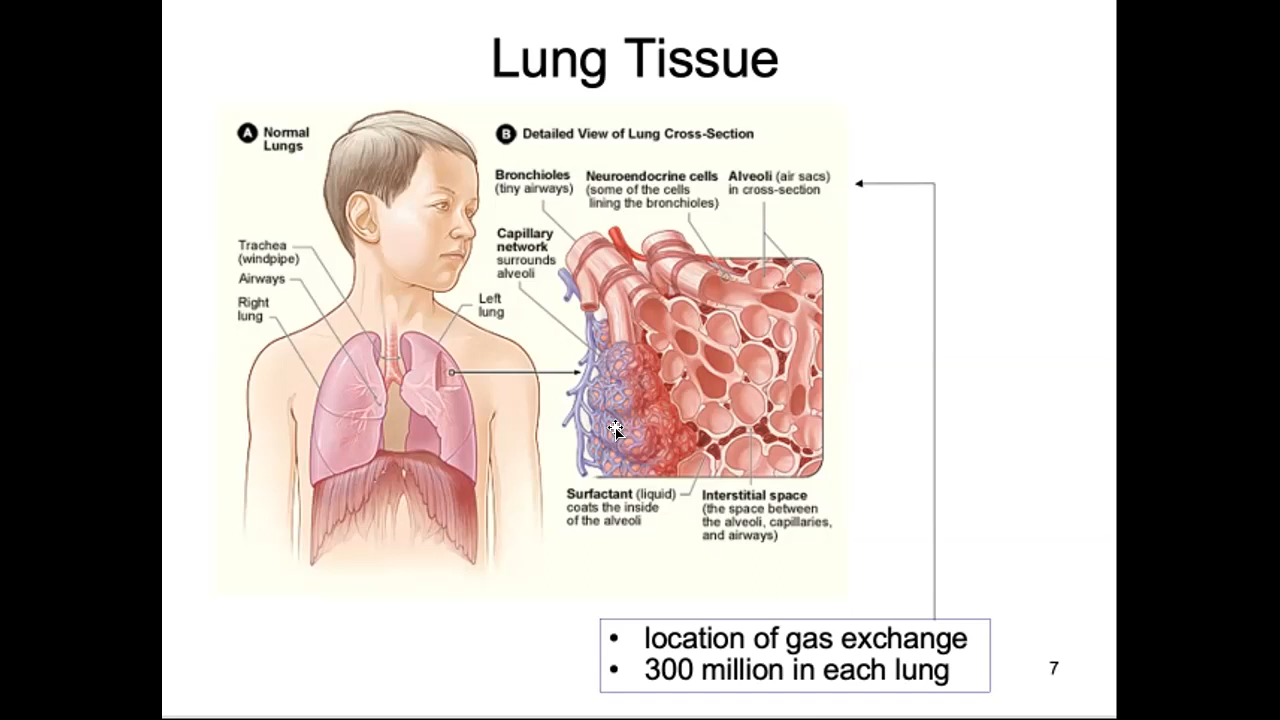 Lung Tissue
A Normal
Lungs
B Detailed View of Lung Cross-Section
Bronchioles
(tiny airways)
Neuroendocrine cells
(some of the cells
lining the bronchioles)
Alveoli (air sacs)
in cross-section
Capillary
network
surrounds
alveoli
Trachea
(windpipe)
Airways
Right
lung
Left
lung
Surfactant (liquid)
coats the inside
of the alveoli
Interstitial space
(the space between
the alveoli, capillaries,
and airways)
• location of gas exchange
• 300 million in each lung
7